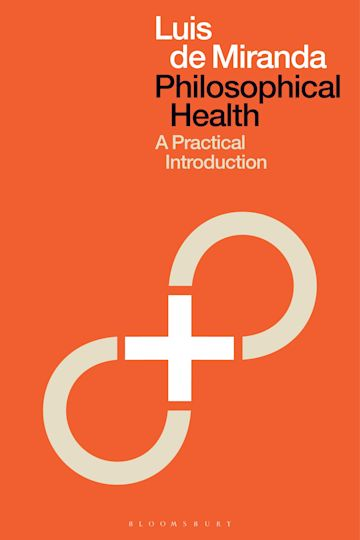 Luis
de Miranda
Philosophical
Health
A Practical
Introduction
BLOOMSBURY